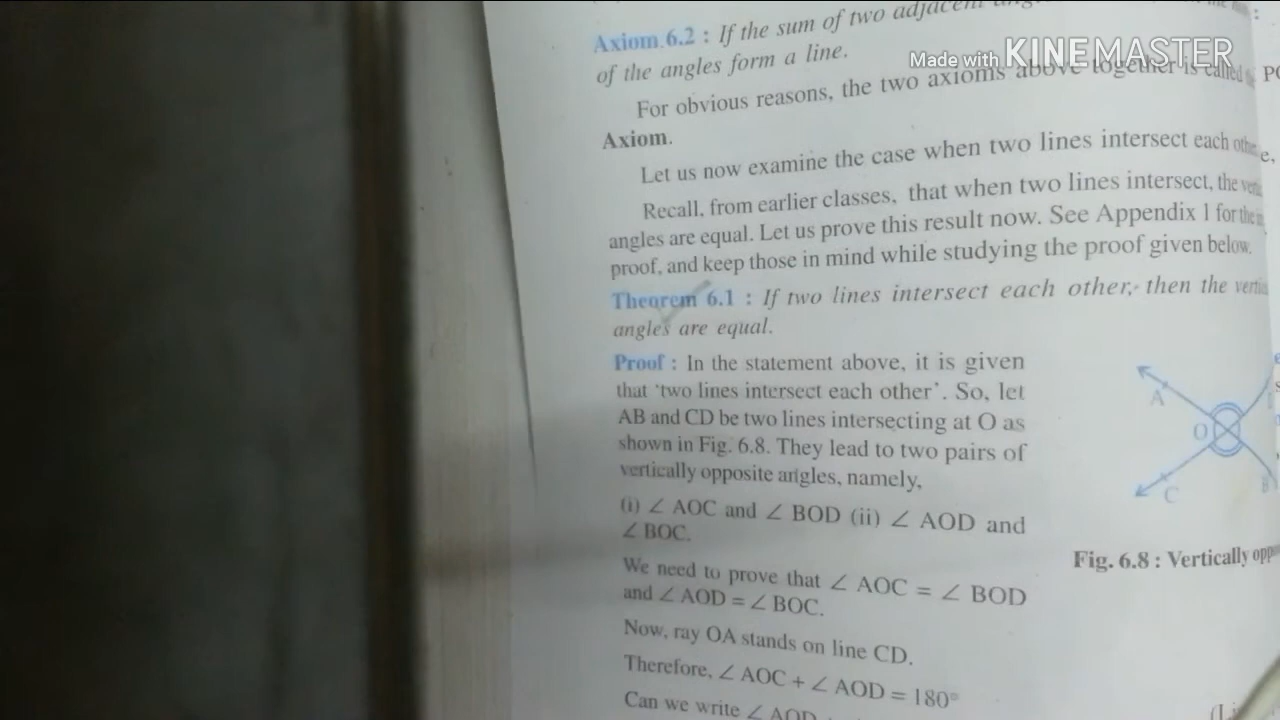 Axiom 6.2 : If the sum of two adjacent
of the angles form a line.
Made with KINEMASTER
For obvious reasons, the two axioms above together is called
Axiom.
Let us now examine the case when two lines intersect each
Recall, from earlier classes, that when two lines intersect, the
angles are equal. Let us prove this result now. See Appendix 1 for the
proof, and keep those in mind while studying the proof given below.
Theorem 6.1 : If two lines intersect each other, then the
angles are equal.
Proof : In the statement above, it is given
that ‘two lines intersect each other’. So, let
AB and CD be two lines intersecting at O as
shown in Fig. 6.8. They lead to two pairs of
vertically opposite angles, namely,
(i) ∠ AOC and ∠ BOD (ii) ∠ AOD and
∠ BOC.
We need to prove that ∠ AOC = ∠ BOD
and ∠ AOD = ∠ BOC.
Now, ray OA stands on line CD.
Therefore, ∠ AOC + ∠ AOD = 180°
Can we write ∠ AOD
A
O
C
B
Fig. 6.8 : Vertically